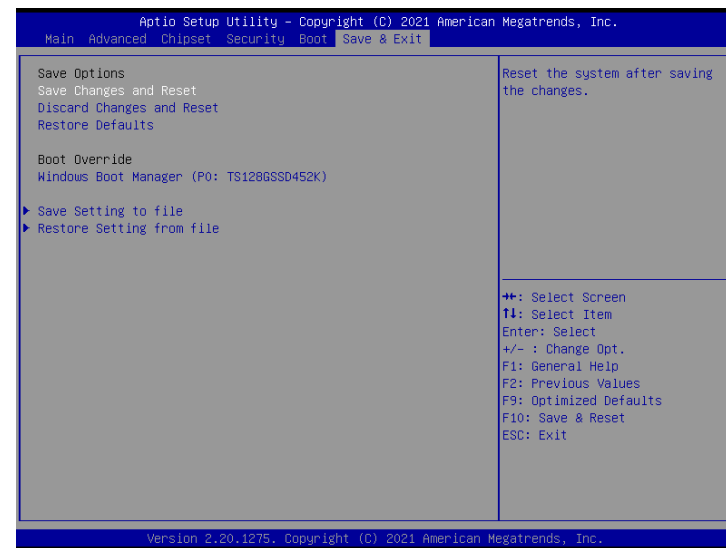 Aptio Setup Utility – Copyright (C) 2021 American Megatrends, Inc.
Main Advanced Chipset Security Boot Save & Exit
Save Options
Save Changes and Reset
Discard Changes and Reset
Restore Defaults
Boot Override
Windows Boot Manager (P0: TS128GSSD452K)
Save Setting to file
Restore Setting from file
Reset the system after saving
the changes.
→←: Select Screen
↑↓: Select Item
Enter: Select
+/- : Change Opt.
F1: General Help
F2: Previous Values
F9: Optimized Defaults
F10: Save & Reset
ESC: Exit
Version 2.20.1275. Copyright (C) 2021 American Megatrends, Inc.